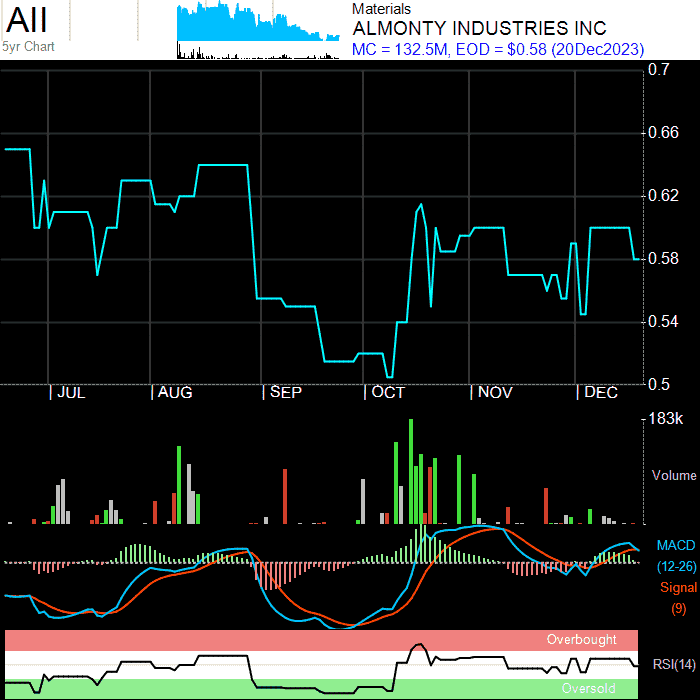 AII
5yr Chart
Materials
ALMONTY INDUSTRIES INC
MC = 132.5M, EOD = $0.58 (20Dec2023)
0.7
0.66
0.62
0.58
0.54
0.5
JUL
AUG
SEP
OCT
NOV
DEC
183k
Volume
MACD
(12-26)
Signal
(9)
Overbought
RSI(14)
Oversold